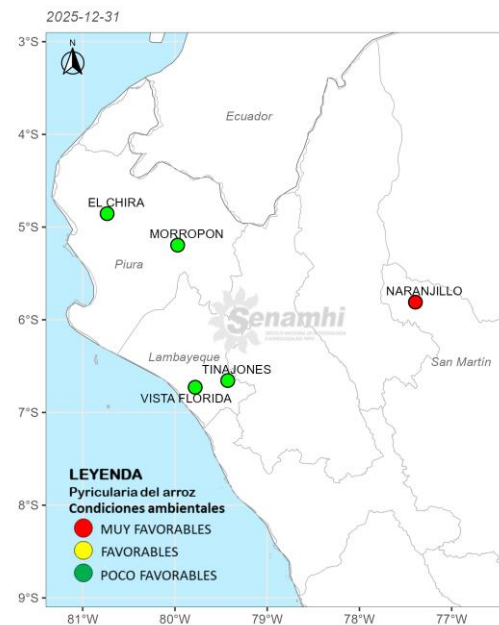 2025-12-31
N
3°S
4°S
5°S
6°S
7°S
8°S
9°S
Ecuador
EL CHIRA
MORROPON
Piura
NARANJILLO
Senamhi
San Martín
Lambayeque
TINAJONES
VISTA FLORIDA
LEYENDA
Pyricularia del arroz
Condiciones ambientales
MUY FAVORABLES
FAVORABLES
POCO FAVORABLES
81°W
80°W
79°W
78°W
77°W